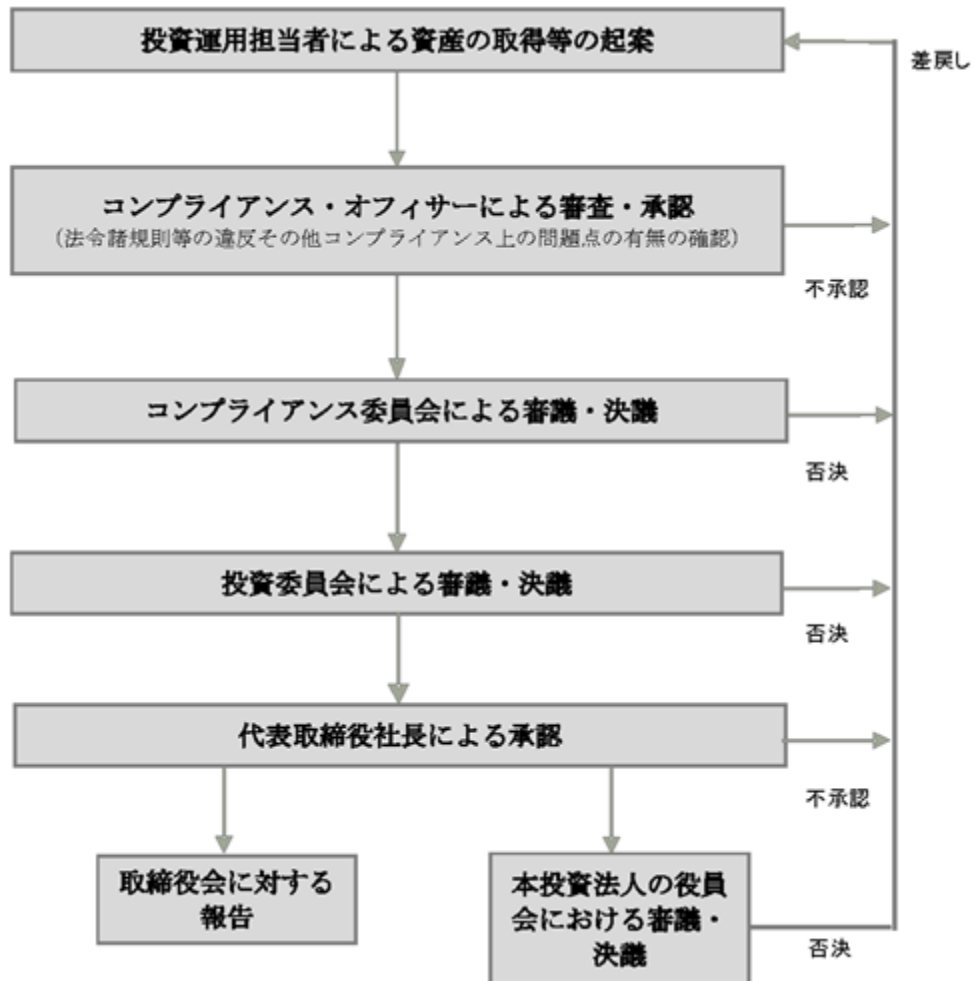 投資運用担当者による資産の取得等の起案
差戻し
コンプライアンス・オフィサーによる審査・承認
（法令諸規則等の違反その他コンプライアンス上の問題点の有無の確認）
不承認
コンプライアンス委員会による審議・決議
否決
投資委員会による審議・決議
否決
代表取締役社長による承認
不承認
取締役会に対する
報告
本投資法人の役員
会における審議・
決議
否決